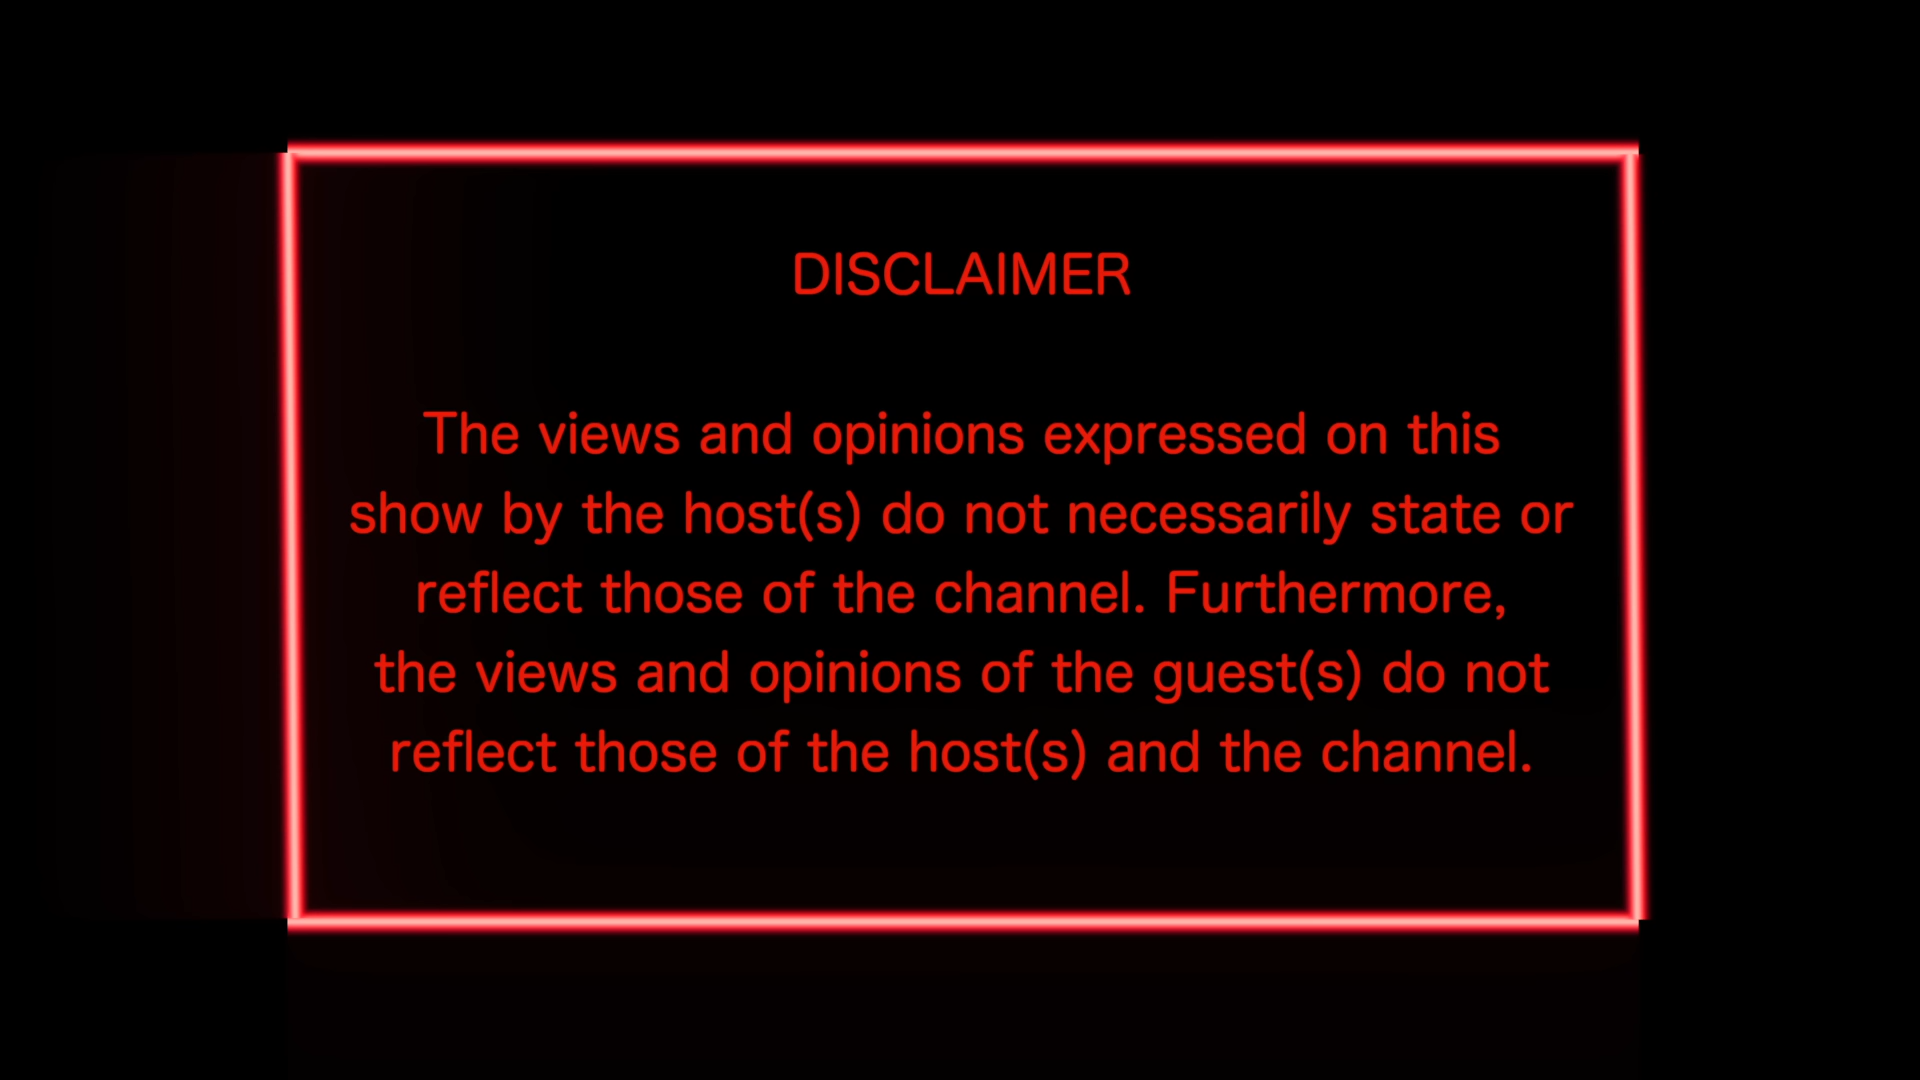 DISCLAIMER
The views and opinions expressed on this
show by the host(s) do not necessarily state or
reflect those of the channel. Furthermore,
the views and opinions of the guest(s) do not
reflect those of the host(s) and the channel.